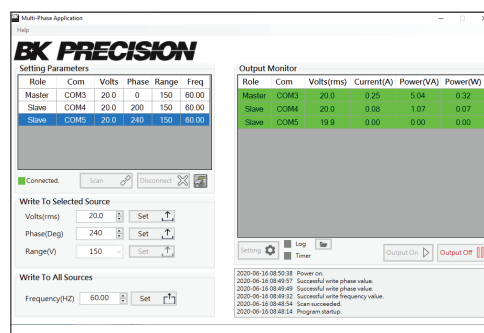 Multi-Phase Application
Help
BK PRECISION
Setting Parameters
Role Com Volts Phase Range Freq
Master COM3 20.0 0 150 60.00
Slave COM4 20.0 200 150 60.00
Slave COM5 20.0 240 150 60.00
Connected. Scan Disconnect
Write To Selected Source
Volts(rms) 20.0 Set
Phase(Deg) 240 Set
Range(V) 150 Set
Write To All Sources
Frequency(HZ) 60.00 Set
Output Monitor
Role Com Volts(rms) Current(A) Power(VA) Power(W)
Master COM3 20.0 0.25 5.04 0.32
Slave COM4 20.0 0.08 1.07 0.07
Slave COM5 19.9 0.00 0.00 0.00
Setting Log Timer Output On Output Off
2020-06-16 08:50:38 Power on.
2020-06-16 08:49:57 Successful write phase value.
2020-06-16 08:49:49 Successful write phase value.
2020-06-16 08:49:32 Successful write frequency value.
2020-06-16 08:48:54 Scan succeeded.
2020-06-16 08:48:14 Program startup.